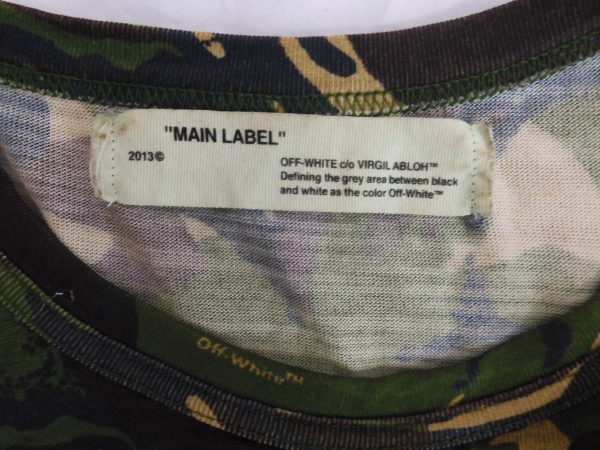 "MAIN LABEL"
2013©
OFF-WHITE c/o VIRGIL ABLOH™
Defining the grey area between black
and white as the color Off-White™
Off-White™